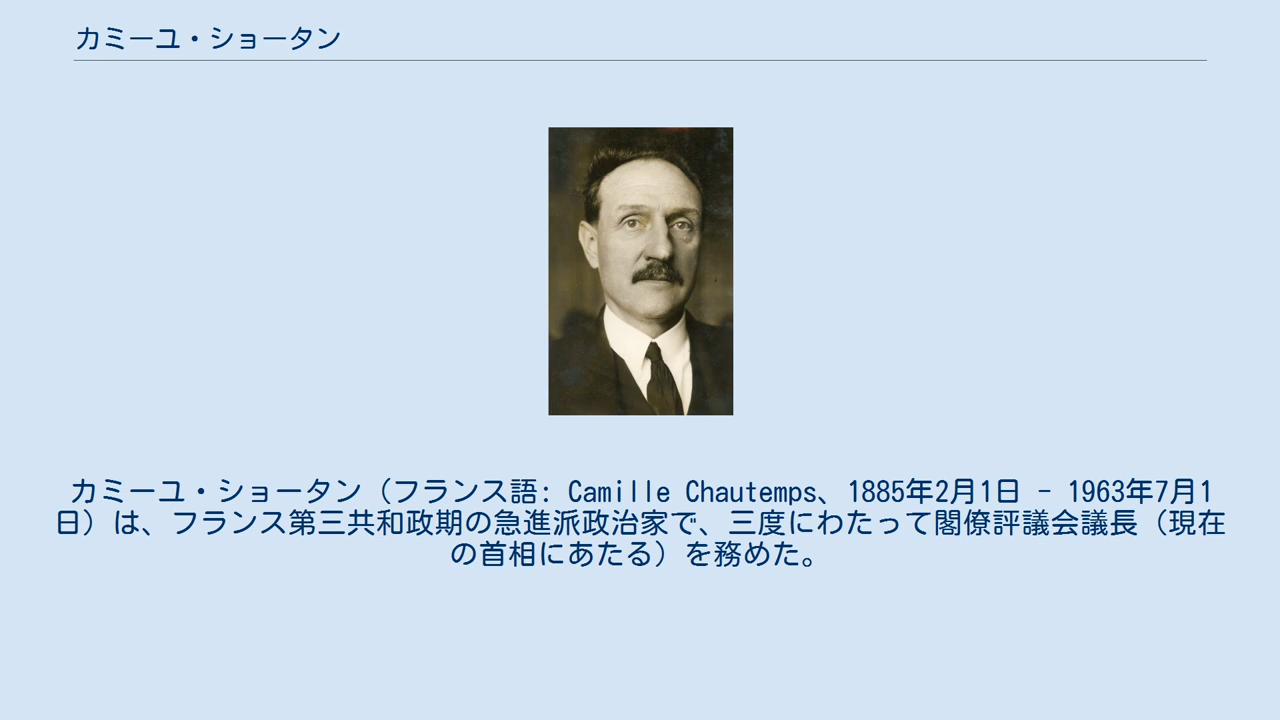 カミーユ・ショータン
カミーユ・ショータン（フランス語: Camille Chautemps、1885年2月1日 - 1963年7月1
日）は、フランス第三共和政期の急進派政治家で、三度にわたって閣僚評議会議長（現在
の首相にあたる）を務めた。